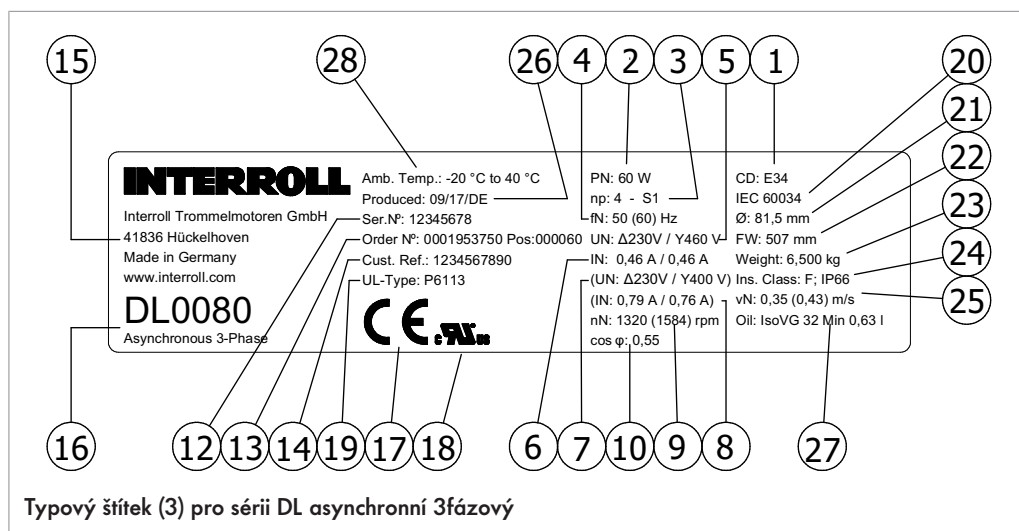 15 28 26 4 2 3 5 1 20
21
22
23
24
25
INTERROLL
Interroll Trommelmotoren GmbH
41836 Hückelhoven
Made in Germany
www.interroll.com
DL0080
Asynchronous 3-Phase
Amb. Temp.: -20 °C to 40 °C
Produced: 09/17/DE
Ser.Nº: 12345678
Order Nº: 0001953750 Pos:000060
Cust. Ref.: 1234567890
UL-Type: P6113
CE c RU us
PN: 60 W
np: 4 - S1
fN: 50 (60) Hz
UN: Δ230V / Y460 V
IN: 0,46 A / 0,46 A
(UN: Δ230V / Y400 V)
(IN: 0,79 A / 0,76 A)
nN: 1320 (1584) rpm
cos φ: 0,55
CD: E34
IEC 60034
Ø: 81,5 mm
FW: 507 mm
Weight: 6,500 kg
Ins. Class: F; IP66
vN: 0,35 (0,43) m/s
Oil: IsoVG 32 Min 0,63 l
16 12 13 14 19 17 18 6 7 10 9 8 27
Typový štítek (3) pro sérii DL asynchronní 3fázový